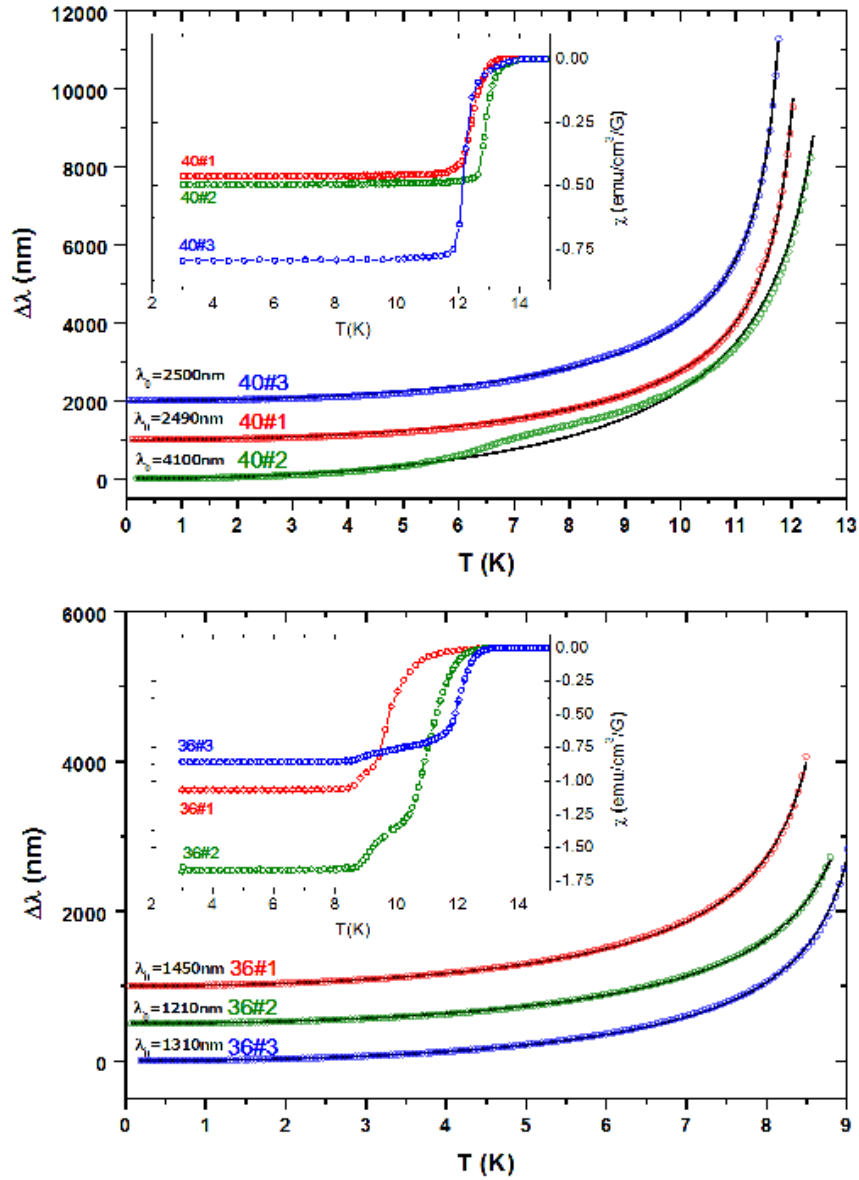 12000
10000
8000
6000
4000
2000
0
Δλ (nm)
0.00
-0.25
-0.50
-0.75
χ (emu/cm³/G)
40#1
40#2
40#3
2 4 6 8 10 12 14
T(K)
λ₀=2500nm 40#3
λ₀=2490nm 40#1
λ₀=4100nm 40#2
0 1 2 3 4 5 6 7 8 9 10 11 12 13
T (K)
6000
4000
2000
0
Δλ (nm)
0.00
-0.25
-0.50
-0.75
-1.00
-1.25
-1.50
-1.75
χ (emu/cm³/G)
36#3
36#1
36#2
2 4 6 8 10 12 14
T(K)
λ₀=1450nm 36#1
λ₀=1210nm 36#2
λ₀=1310nm 36#3
0 1 2 3 4 5 6 7 8 9
T (K)